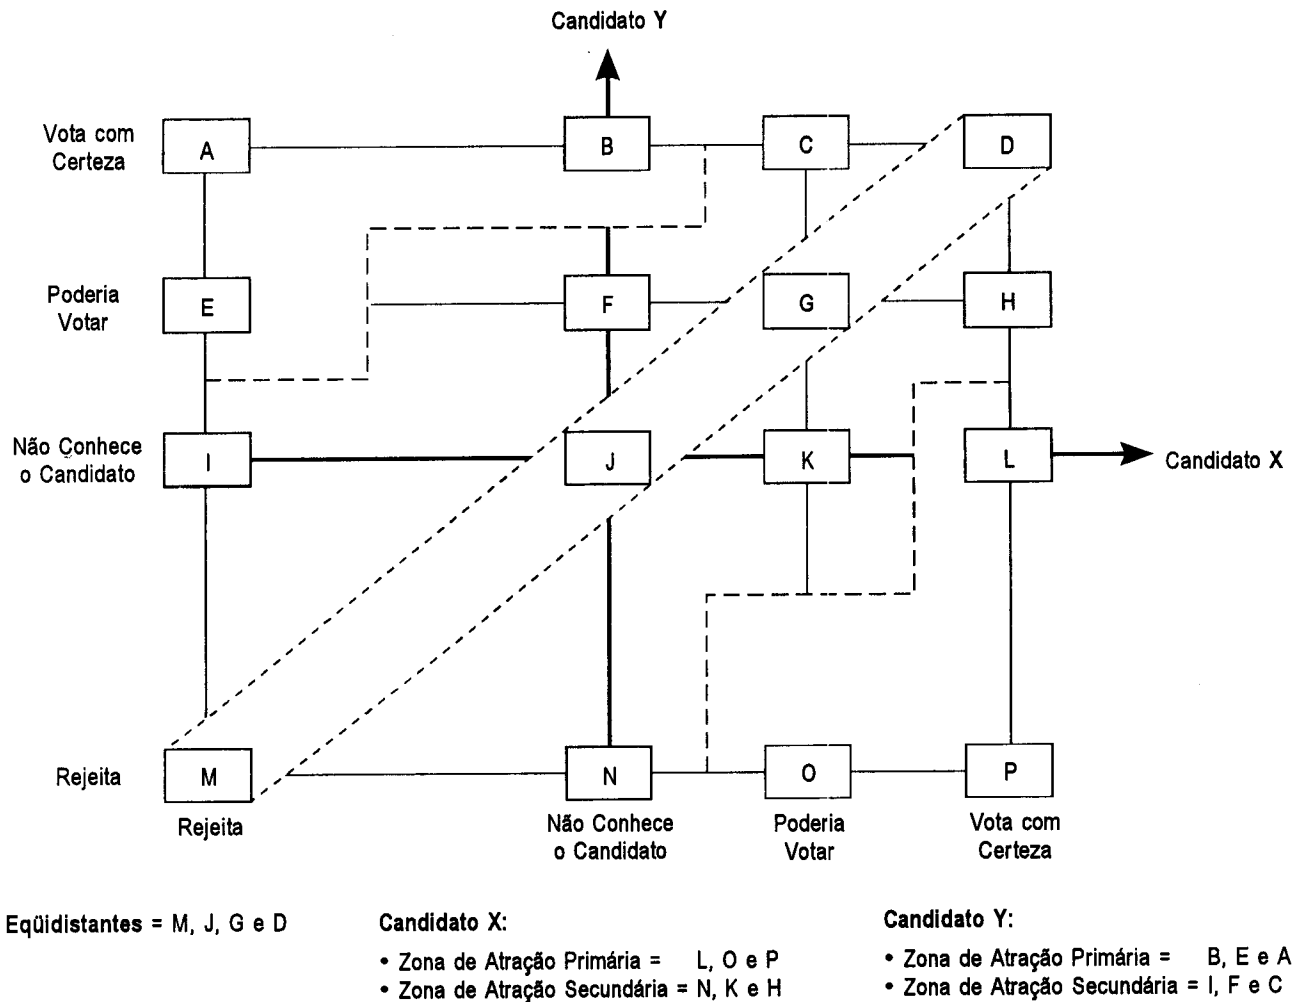 Candidato Y
Vota com
Certeza
A
B
C
D
Poderia
Votar
E
F
G
H
Não Conhece
o Candidato
I
J
K
L
Candidato X
Rejeita
M
N
O
P
Rejeita
Não Conhece
o Candidato
Poderia
Votar
Vota com
Certeza
Eqüidistantes = M, J, G e D
Candidato X:
• Zona de Atração Primária = L, O e P
• Zona de Atração Secundária = N, K e H
Candidato Y:
• Zona de Atração Primária = B, E e A
• Zona de Atração Secundária = I, F e C